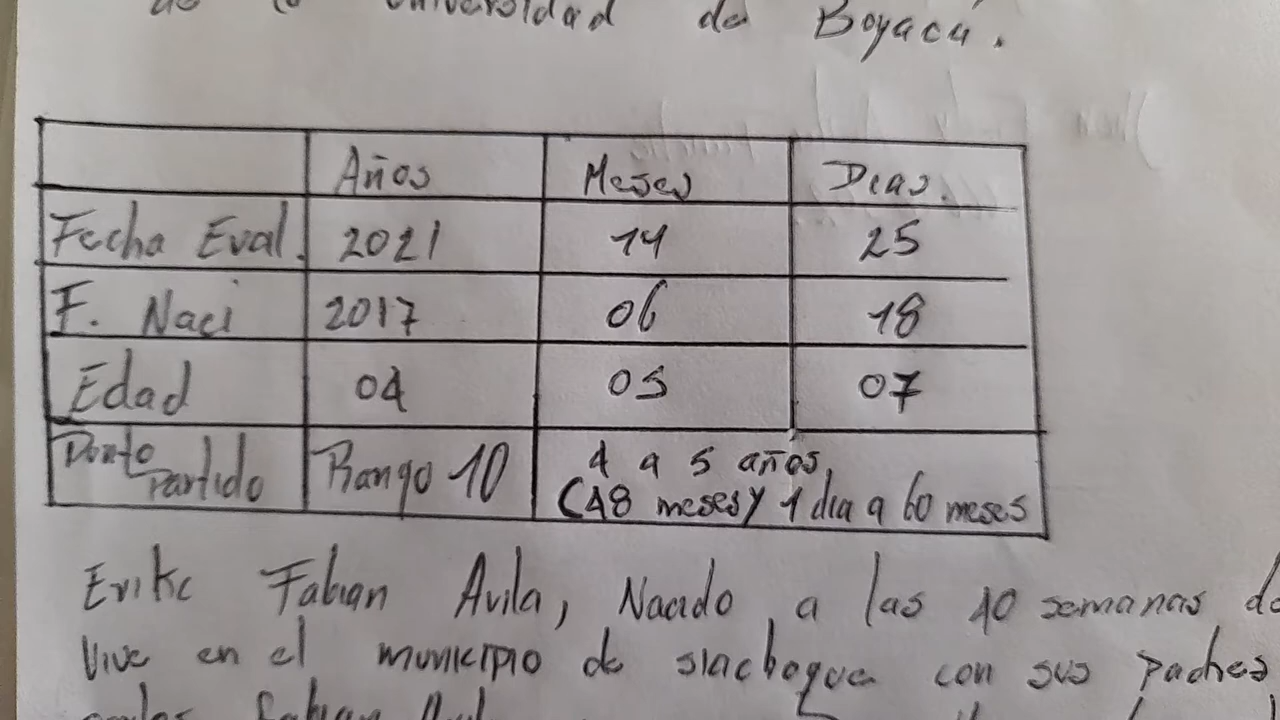 de la Universidad de Boyacá.
Años Meses Dias.
Fecha Eval. 2021 11 25
F. Naci 2017 06 18
Edad 04 05 07
Punto Partido Rango 10 4 a 5 años, (48 meses y 1 dia a 60 meses
Erikc Fabian Avila, Nacido a las 40 semanas de
Vive en el municipio de siachoque con sus padres